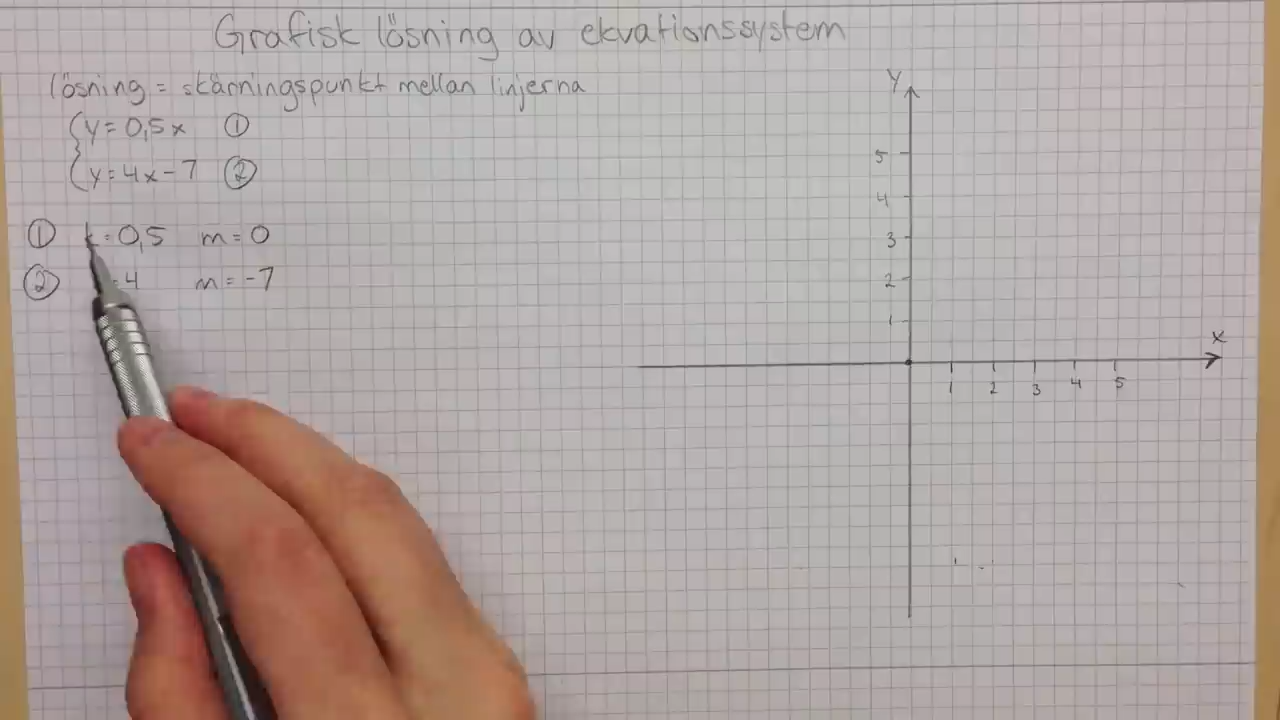 Grafisk lösning av ekvationssystem
lösning = skärningspunkt mellan linjerna
y = 0,5x ①
y = 4x - 7 ②
① k = 0,5 m = 0
② = 4 m = -7
y
5
4
3
2
1
x
1 2 3 4 5